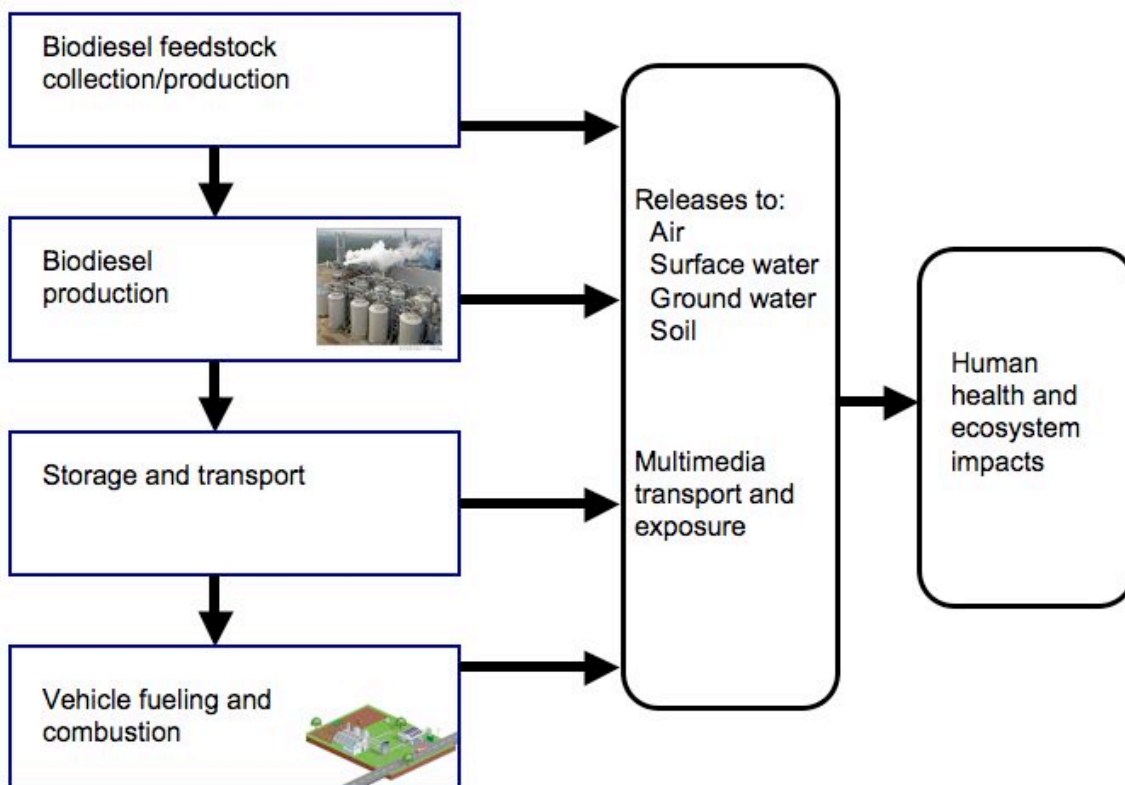 Biodiesel feedstock
collection/production
Biodiesel
production
Storage and transport
Vehicle fueling and
combustion
Releases to:
Air
Surface water
Ground water
Soil
Multimedia
transport and
exposure
Human
health and
ecosystem
impacts